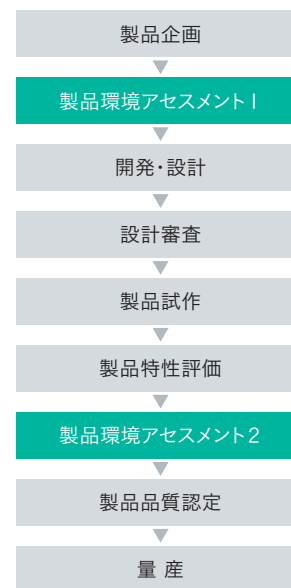 製品企画
製品環境アセスメント1
開発・設計
設計審査
製品試作
製品特性評価
製品環境アセスメント2
製品品質認定
量 産